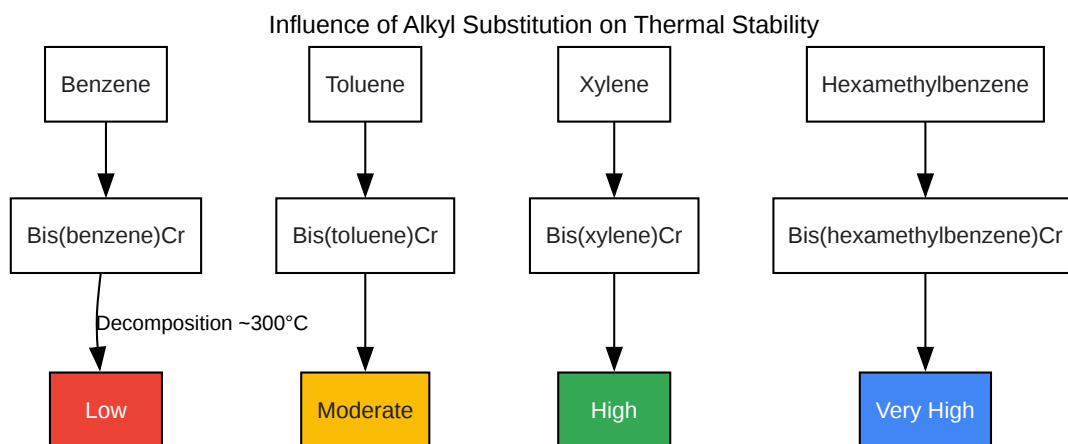 Influence of Alkyl Substitution on Thermal Stability
Benzene
Toluene
Xylene
Hexamethylbenzene
Bis(benzene)Cr
Bis(toluene)Cr
Bis(xylene)Cr
Bis(hexamethylbenzene)Cr
Decomposition ~300°C
Low
Moderate
High
Very High